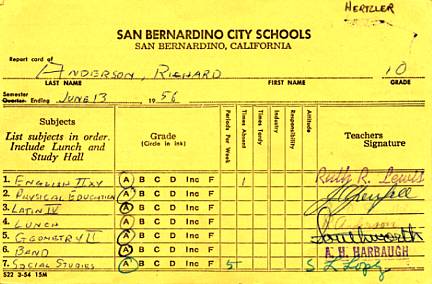 HERTZLER
SAN BERNARDINO CITY SCHOOLS
SAN BERNARDINO, CALIFORNIA
Report card of ANDERSON, RICHARD 10
LAST NAME FIRST NAME GRADE
Semester
Quarter Ending JUNE 13 1956
Subjects
List subjects in order.
Include Lunch and
Study Hall
Grade
(Circle in ink)
Periods Per Week
Times Absent
Times Tardy
Industry
Responsibility
Attitude
Teachers
Signature
1. ENGLISH II XY A B C D Inc F 1 Ruth R. Lewis
2. PHYSICAL EDUCATION A B C D Inc F
3. LATIN IV A B C D Inc F
4. LUNCH A B C D Inc F
5. GEOMETRY II A B C D Inc F Southworth
6. BAND A B C D Inc F A. H. HARBAUGH
7. SOCIAL STUDIES A B C D Inc F 5 S L Lopty
S22 3-54 15M